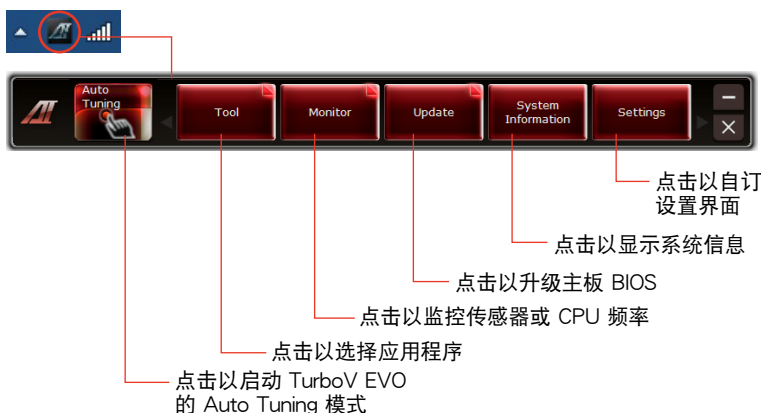 Auto
Tuning
Tool
Monitor
Update
System
Information
Settings
点击以自订
设置界面
点击以显示系统信息
点击以升级主板 BIOS
点击以监控传感器或 CPU 频率
点击以选择应用程序
点击以启动 TurboV EVO
的 Auto Tuning 模式